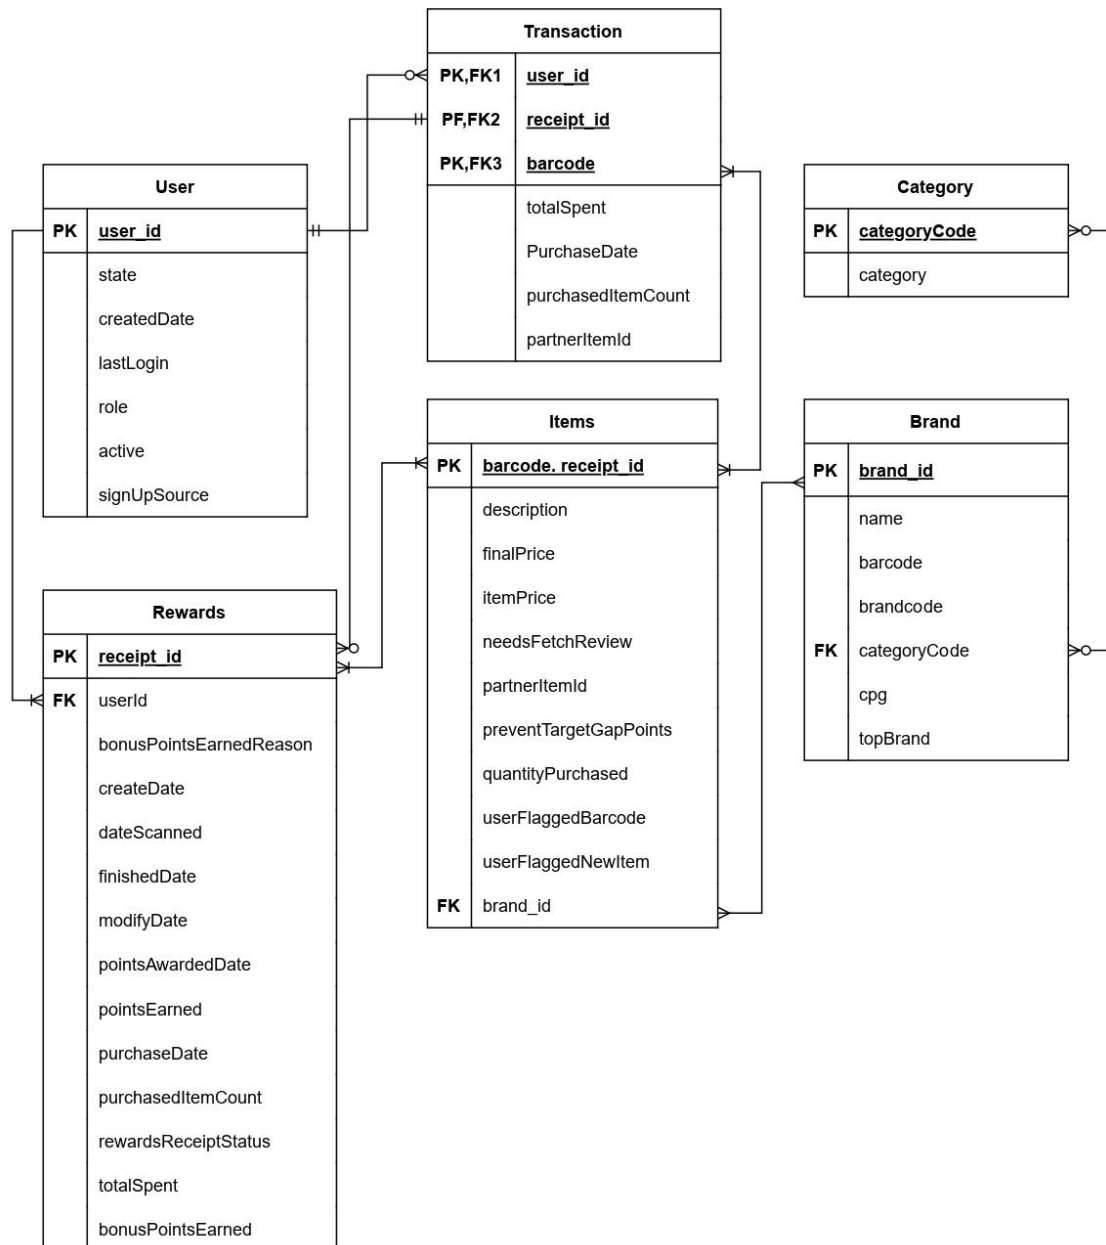 Transaction
PK,FK1 user_id
PF,FK2 receipt_id
PK,FK3 barcode
totalSpent
PurchaseDate
purchasedItemCount
partnerItemId
User
PK user_id
state
createdDate
lastLogin
role
active
signUpSource
Category
PK categoryCode
category
Items
PK barcode. receipt_id
description
finalPrice
itemPrice
needsFetchReview
partnerItemId
preventTargetGapPoints
quantityPurchased
userFlaggedBarcode
userFlaggedNewItem
FK brand_id
Brand
PK brand_id
name
barcode
brandcode
FK categoryCode
cpg
topBrand
Rewards
PK receipt_id
FK userId
bonusPointsEarnedReason
createDate
dateScanned
finishedDate
modifyDate
pointsAwardedDate
pointsEarned
purchaseDate
purchasedItemCount
rewardsReceiptStatus
totalSpent
bonusPointsEarned